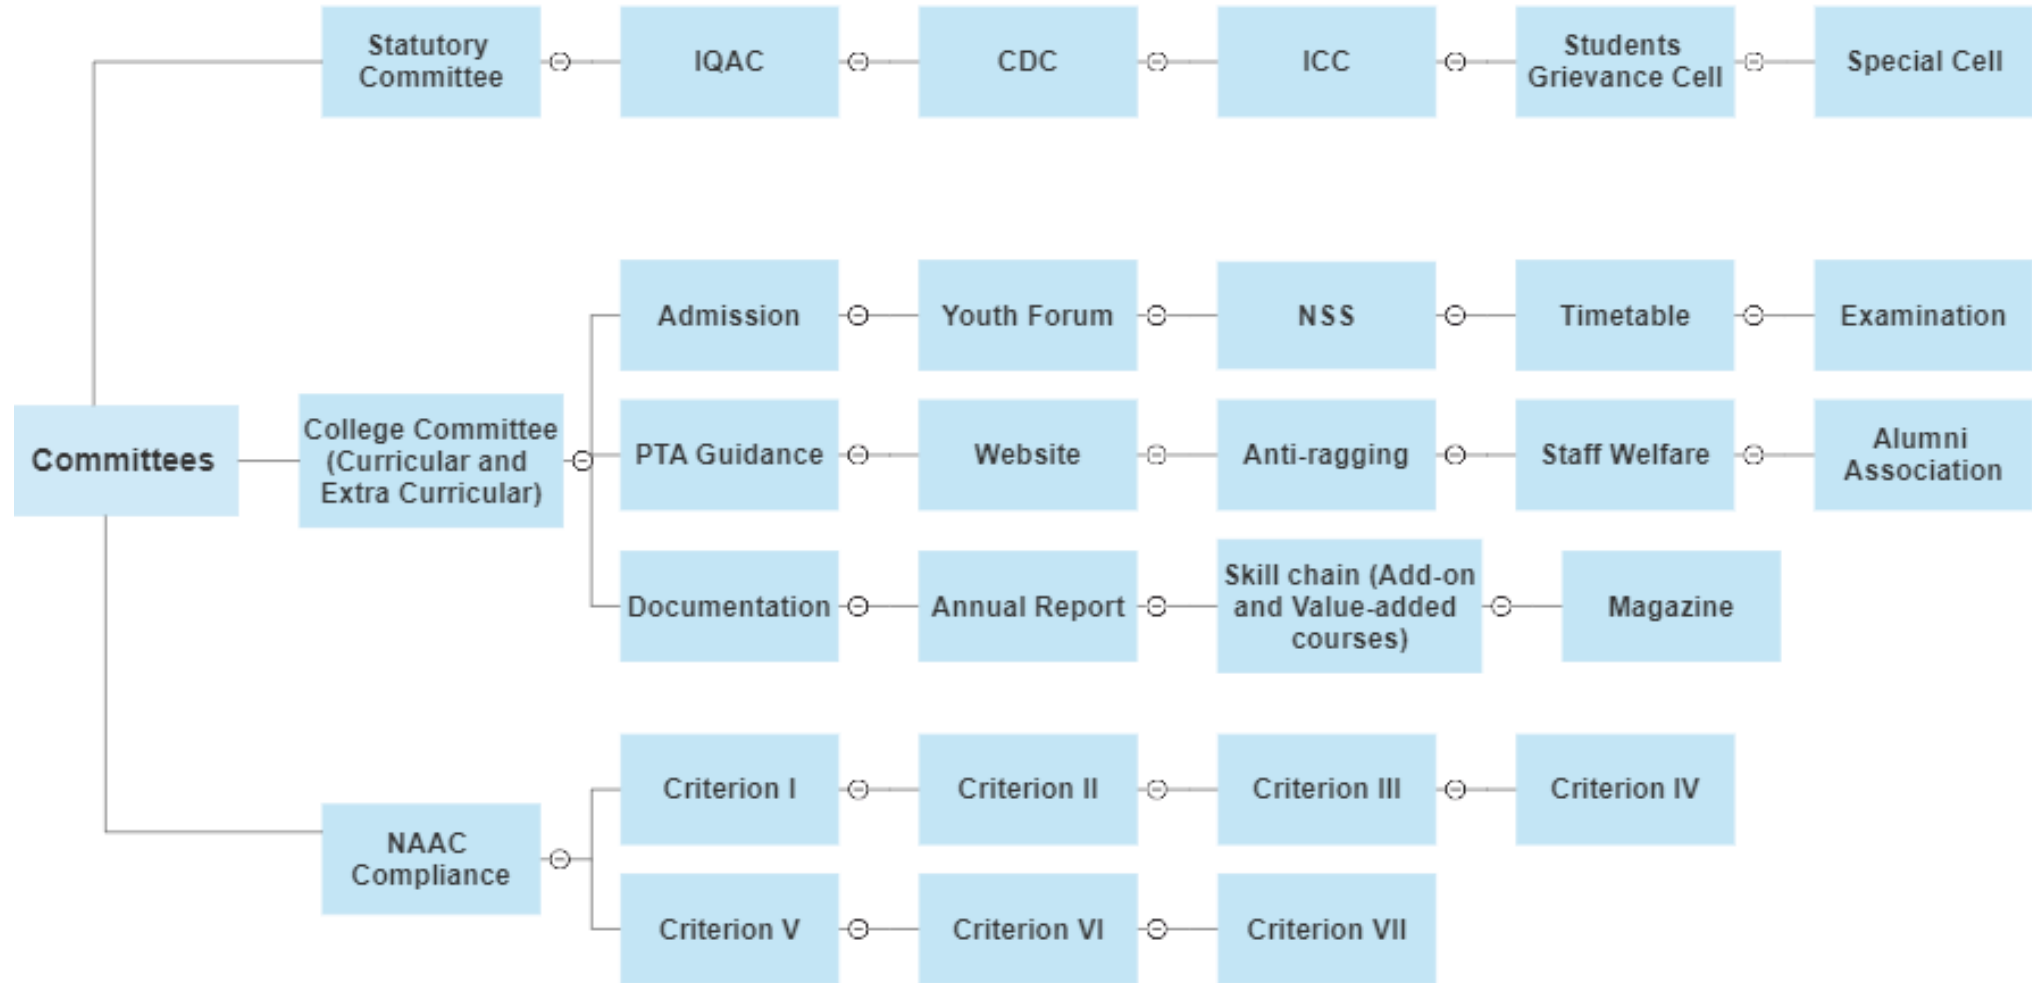 Statutory
Committee
IQAC
CDC
ICC
Students
Grievance Cell
Special Cell
Admission
Youth Forum
NSS
Timetable
Examination
Committees
College Committee
(Curricular and
Extra Curricular)
PTA Guidance
Website
Anti-ragging
Staff Welfare
Alumni
Association
Documentation
Annual Report
Skill chain (Add-on
and Value-added
courses)
Magazine
Criterion I
Criterion II
Criterion III
Criterion IV
NAAC
Compliance
Criterion V
Criterion VI
Criterion VII